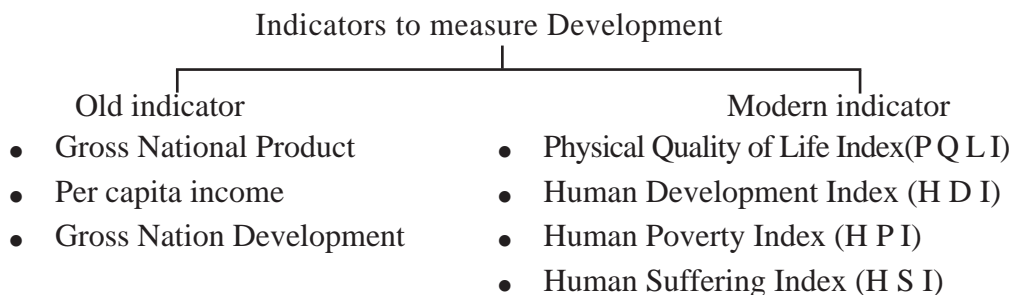 Indicators to measure Development
Old indicator
• Gross National Product
• Per capita income
• Gross Nation Development
Modern indicator
• Physical Quality of Life Index(P Q L I)
• Human Development Index (H D I)
• Human Poverty Index (H P I)
• Human Suffering Index (H S I)